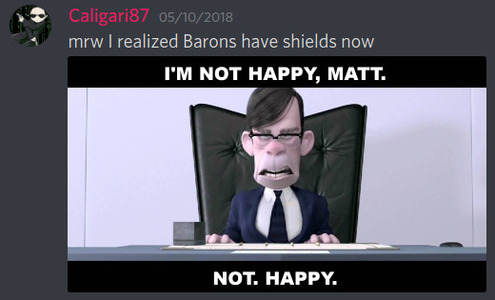 Caligari87 05/10/2018
mrw I realized Barons have shields now
I'M NOT HAPPY, MATT.
NOT. HAPPY.